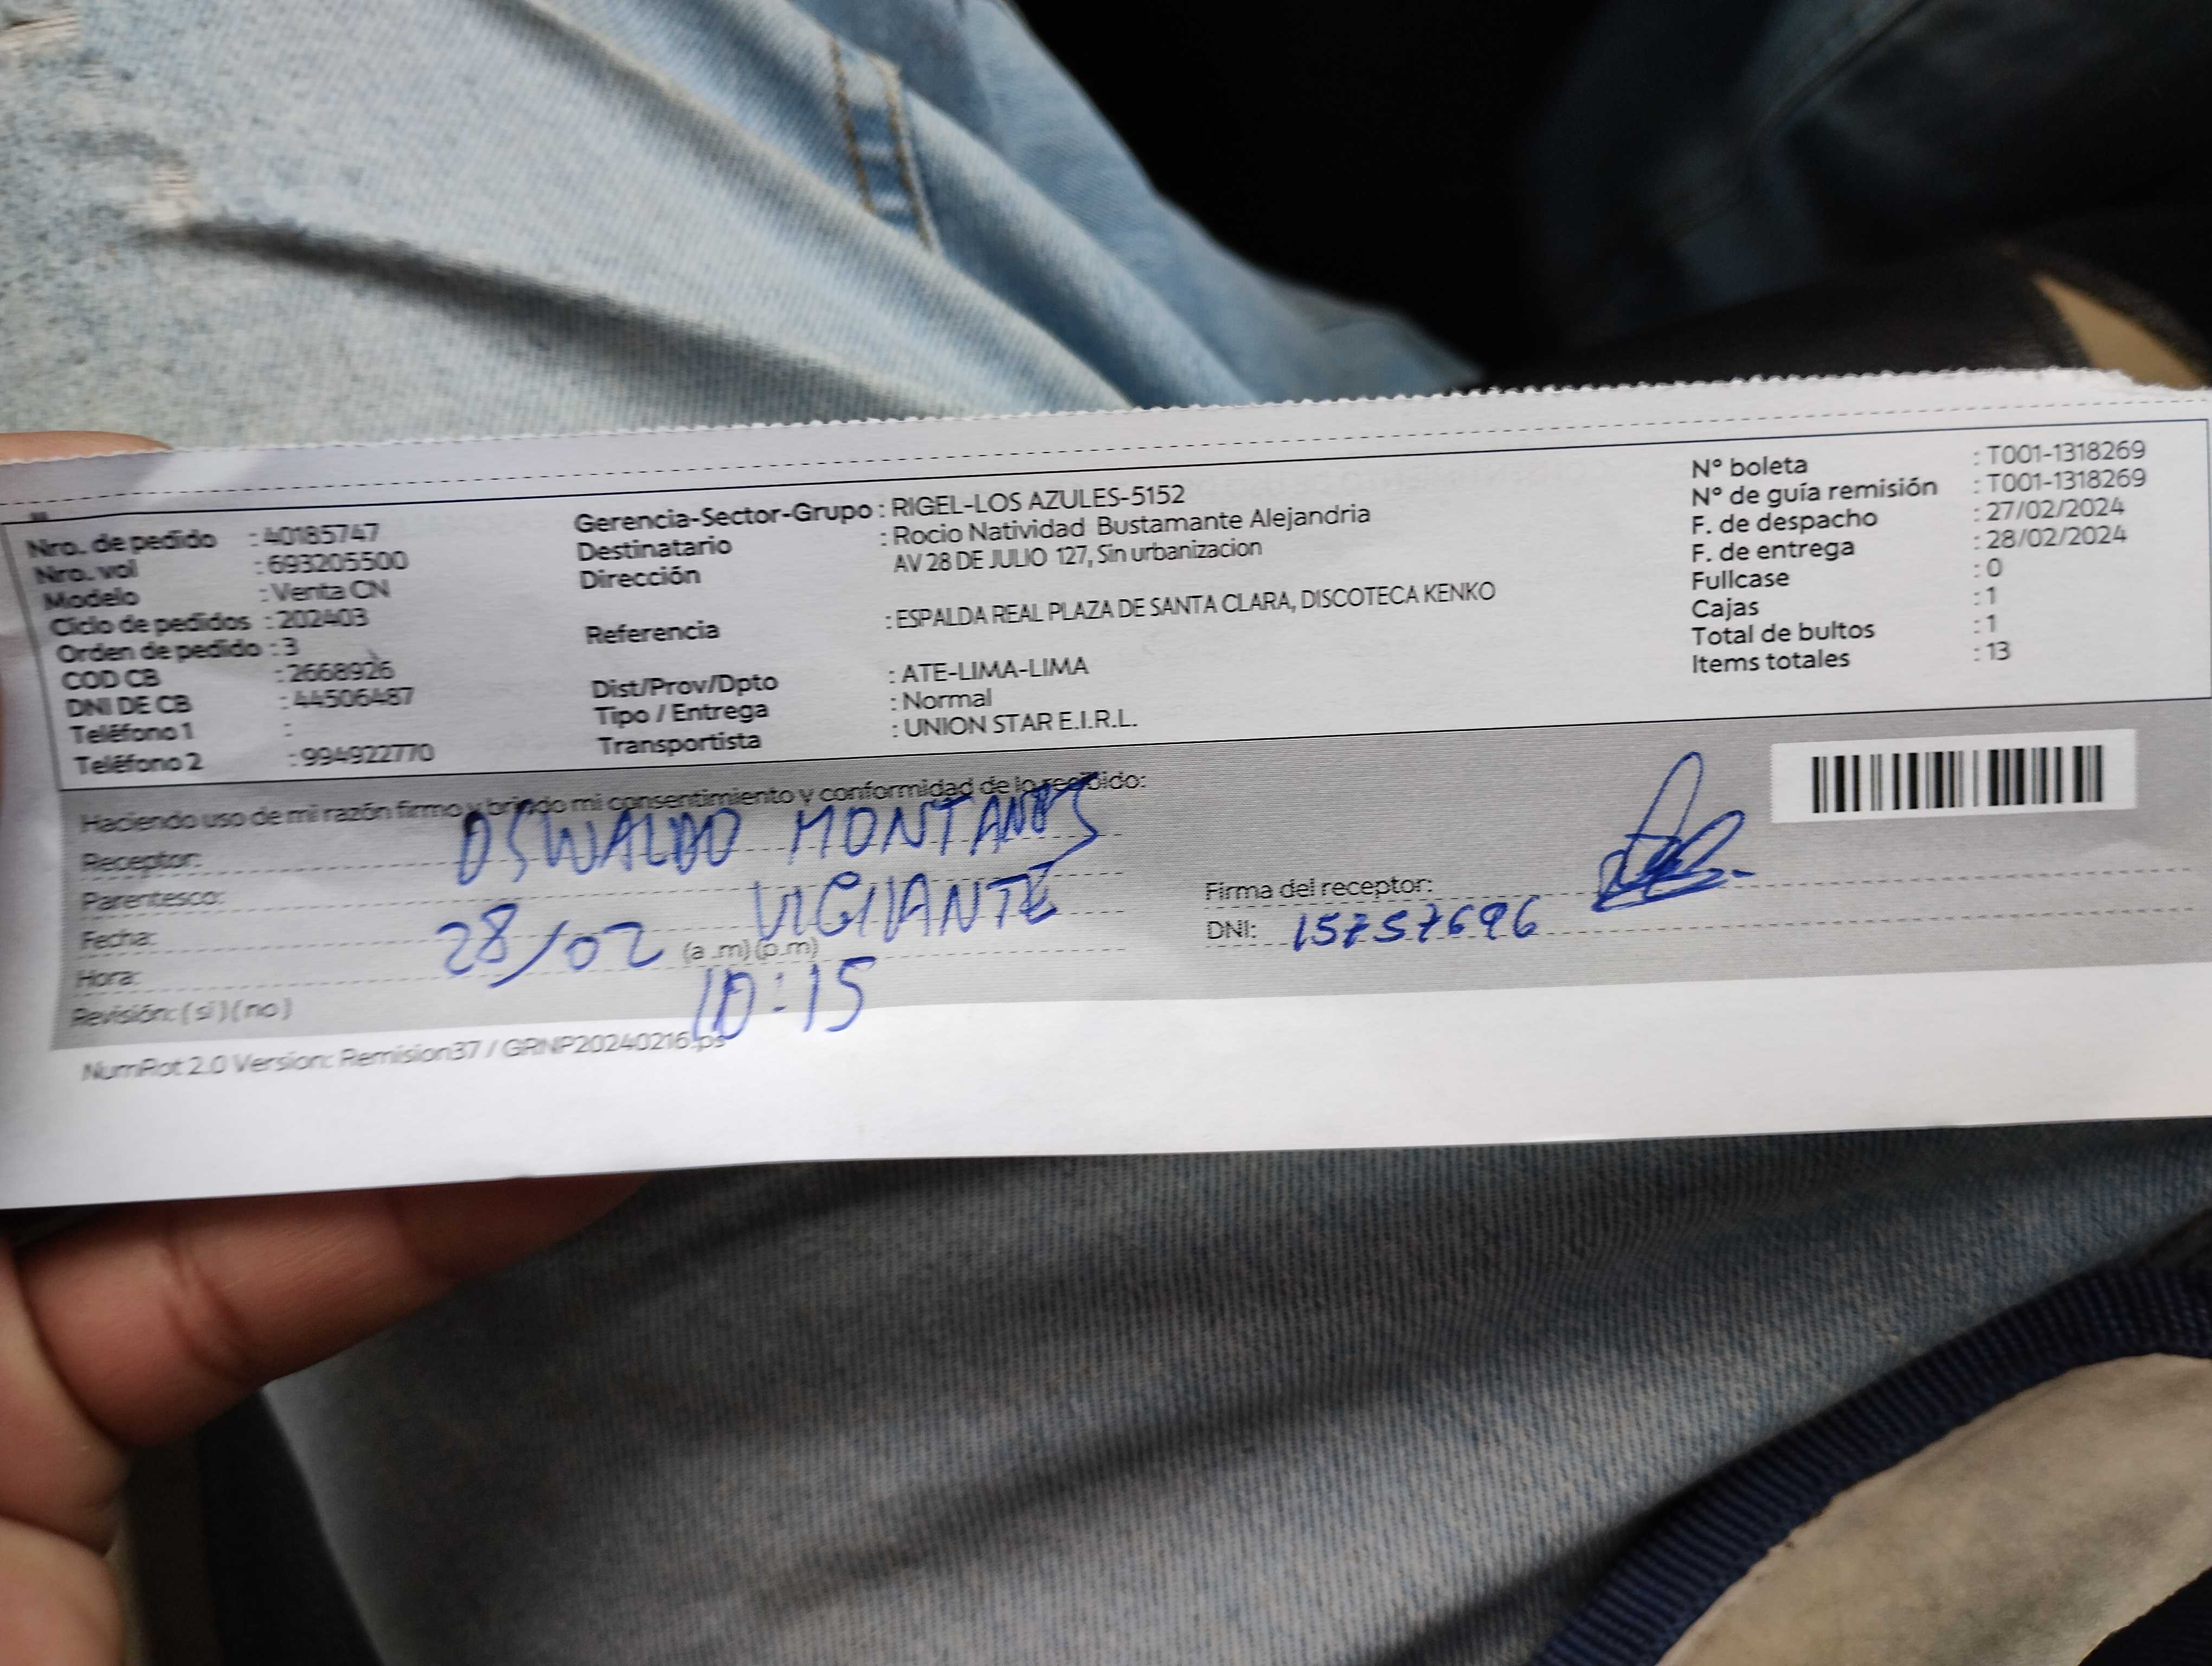 Nro. de pedido : 40185747
Nro. vol : 693205500
Modelo : Venta CN
Ciclo de pedidos : 202403
Orden de pedido : 3
COD CB : 2668926
DNI DE CB : 44506487
Teléfono 1 :
Teléfono 2 : 994922770
Gerencia-Sector-Grupo : RIGEL-LOS AZULES-5152
Destinatario : Rocio Natividad Bustamante Alejandria
Dirección AV 28 DE JULIO 127, Sin urbanizacion
Referencia : ESPALDA REAL PLAZA DE SANTA CLARA, DISCOTECA KENKO
Dist/Prov/Dpto : ATE-LIMA-LIMA
Tipo / Entrega : Normal
Transportista : UNION STAR E.I.R.L.
N° boleta : T001-1318269
N° de guía remisión : T001-1318269
F. de despacho : 27/02/2024
F. de entrega : 28/02/2024
Fullcase : 0
Cajas : 1
Total de bultos : 1
Items totales : 13
Haciendo uso de mi razón firmo y brindo mi consentimiento y conformidad de lo recibido:
Receptor: OSWALDO
Parentesco: VIGILANTE
Fecha: 28/02
Hora: (a .m) (p.m)
Revisión: ( si ) ( no )
ID:15
Firma del receptor:
DNI: 15757696
NumRot 2.0 Version: Remision37 / GRNP20240216.ps